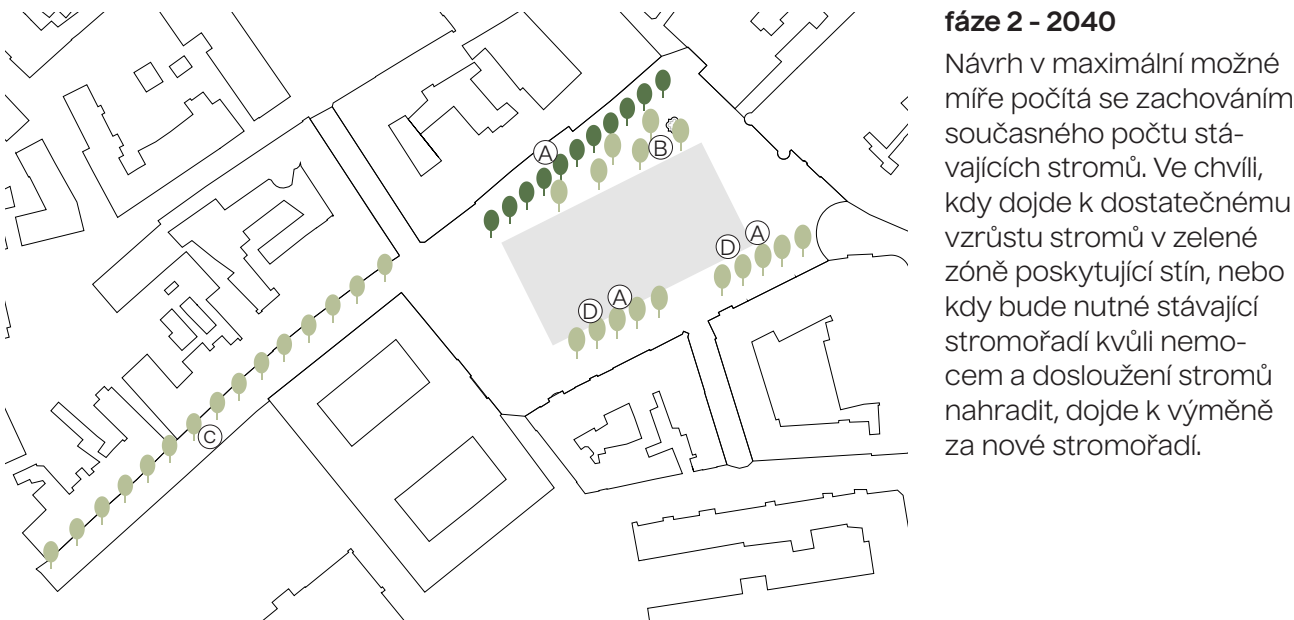 fáze 2 - 2040
Návrh v maximální možné
míře počítá se zachováním
současného počtu stá-
vajících stromů. Ve chvíli,
kdy dojde k dostatečnému
vzrůstu stromů v zelené
zóně poskytující stín, nebo
kdy bude nutné stávající
stromořadí kvůli nemo-
cem a dosloužení stromů
nahradit, dojde k výměně
za nové stromořadí.
A
B
D
A
D
A
C